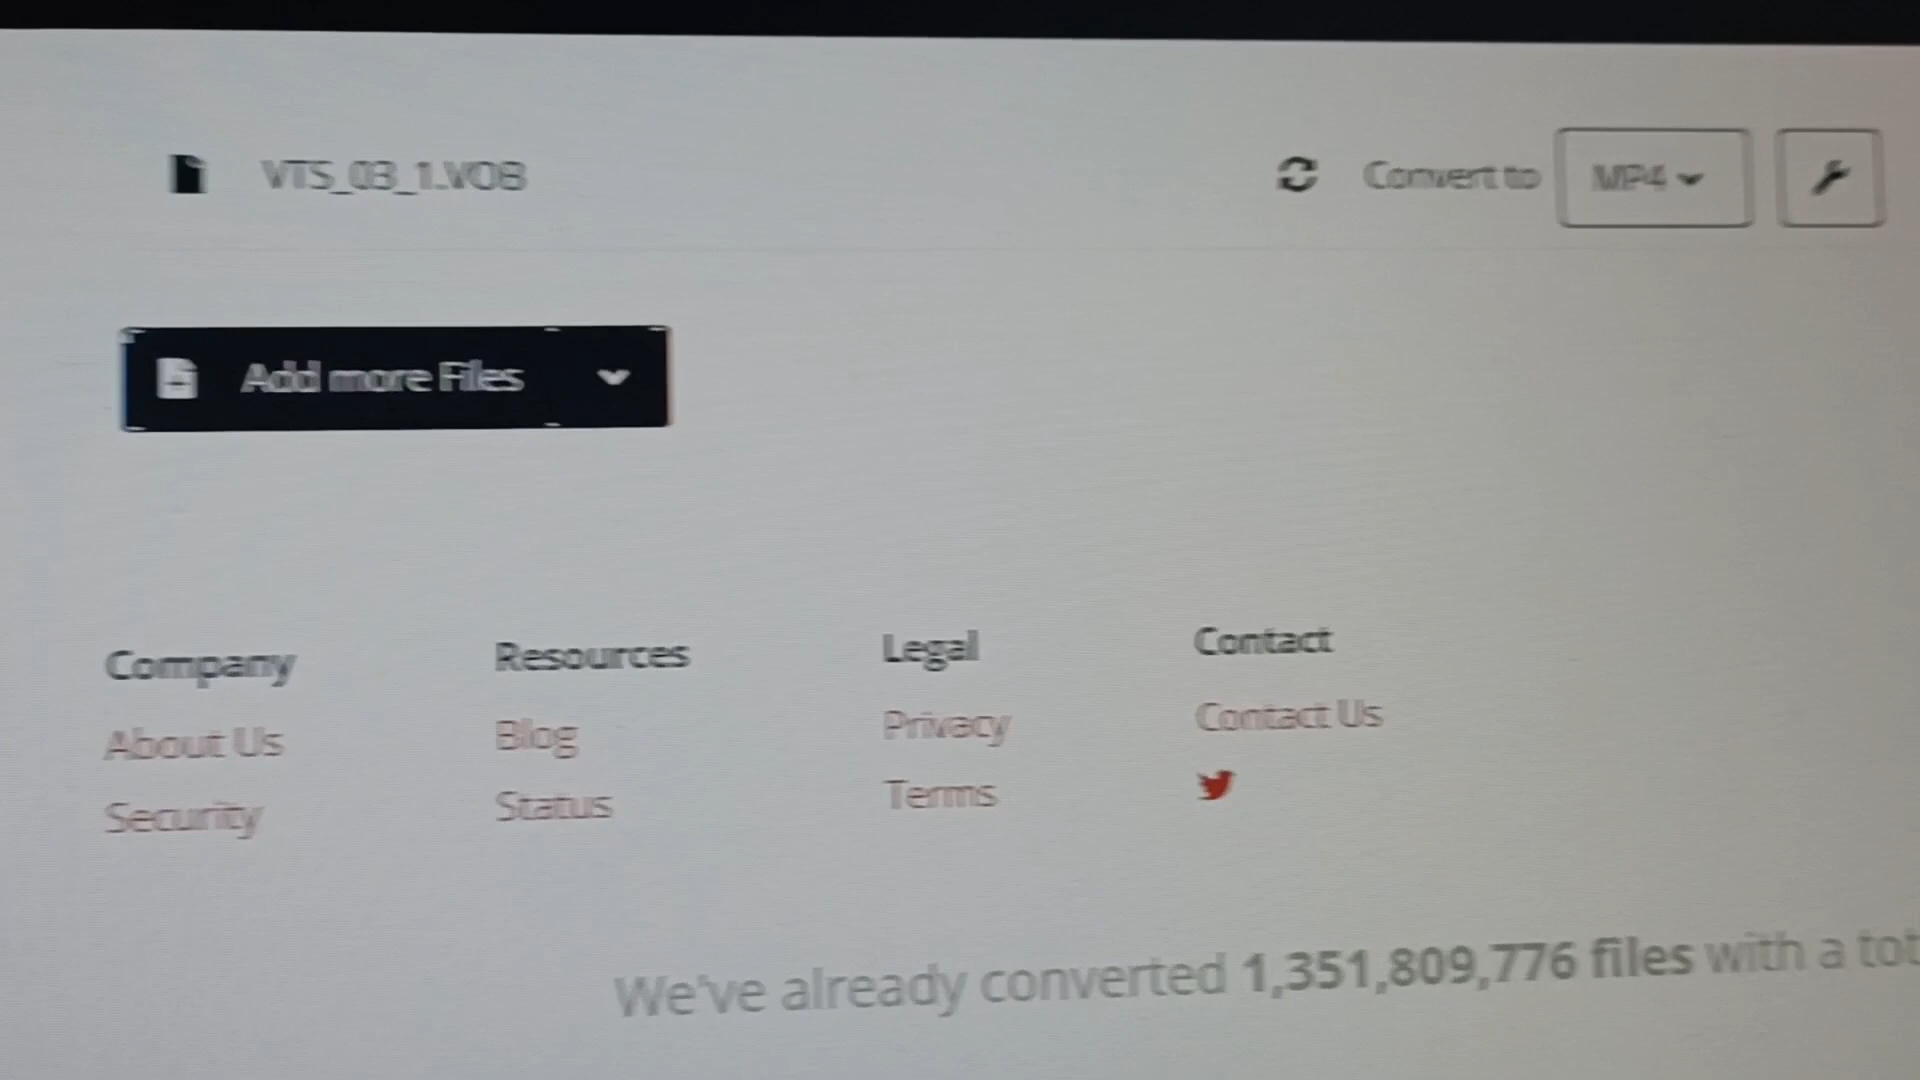 VTS_03_1.VOB
Convert to MP4
Add more Files
Company Resources Legal Contact
About Us Blog Privacy Contact Us
Security Status Terms
We've already converted 1,351,809,776 files with a tot